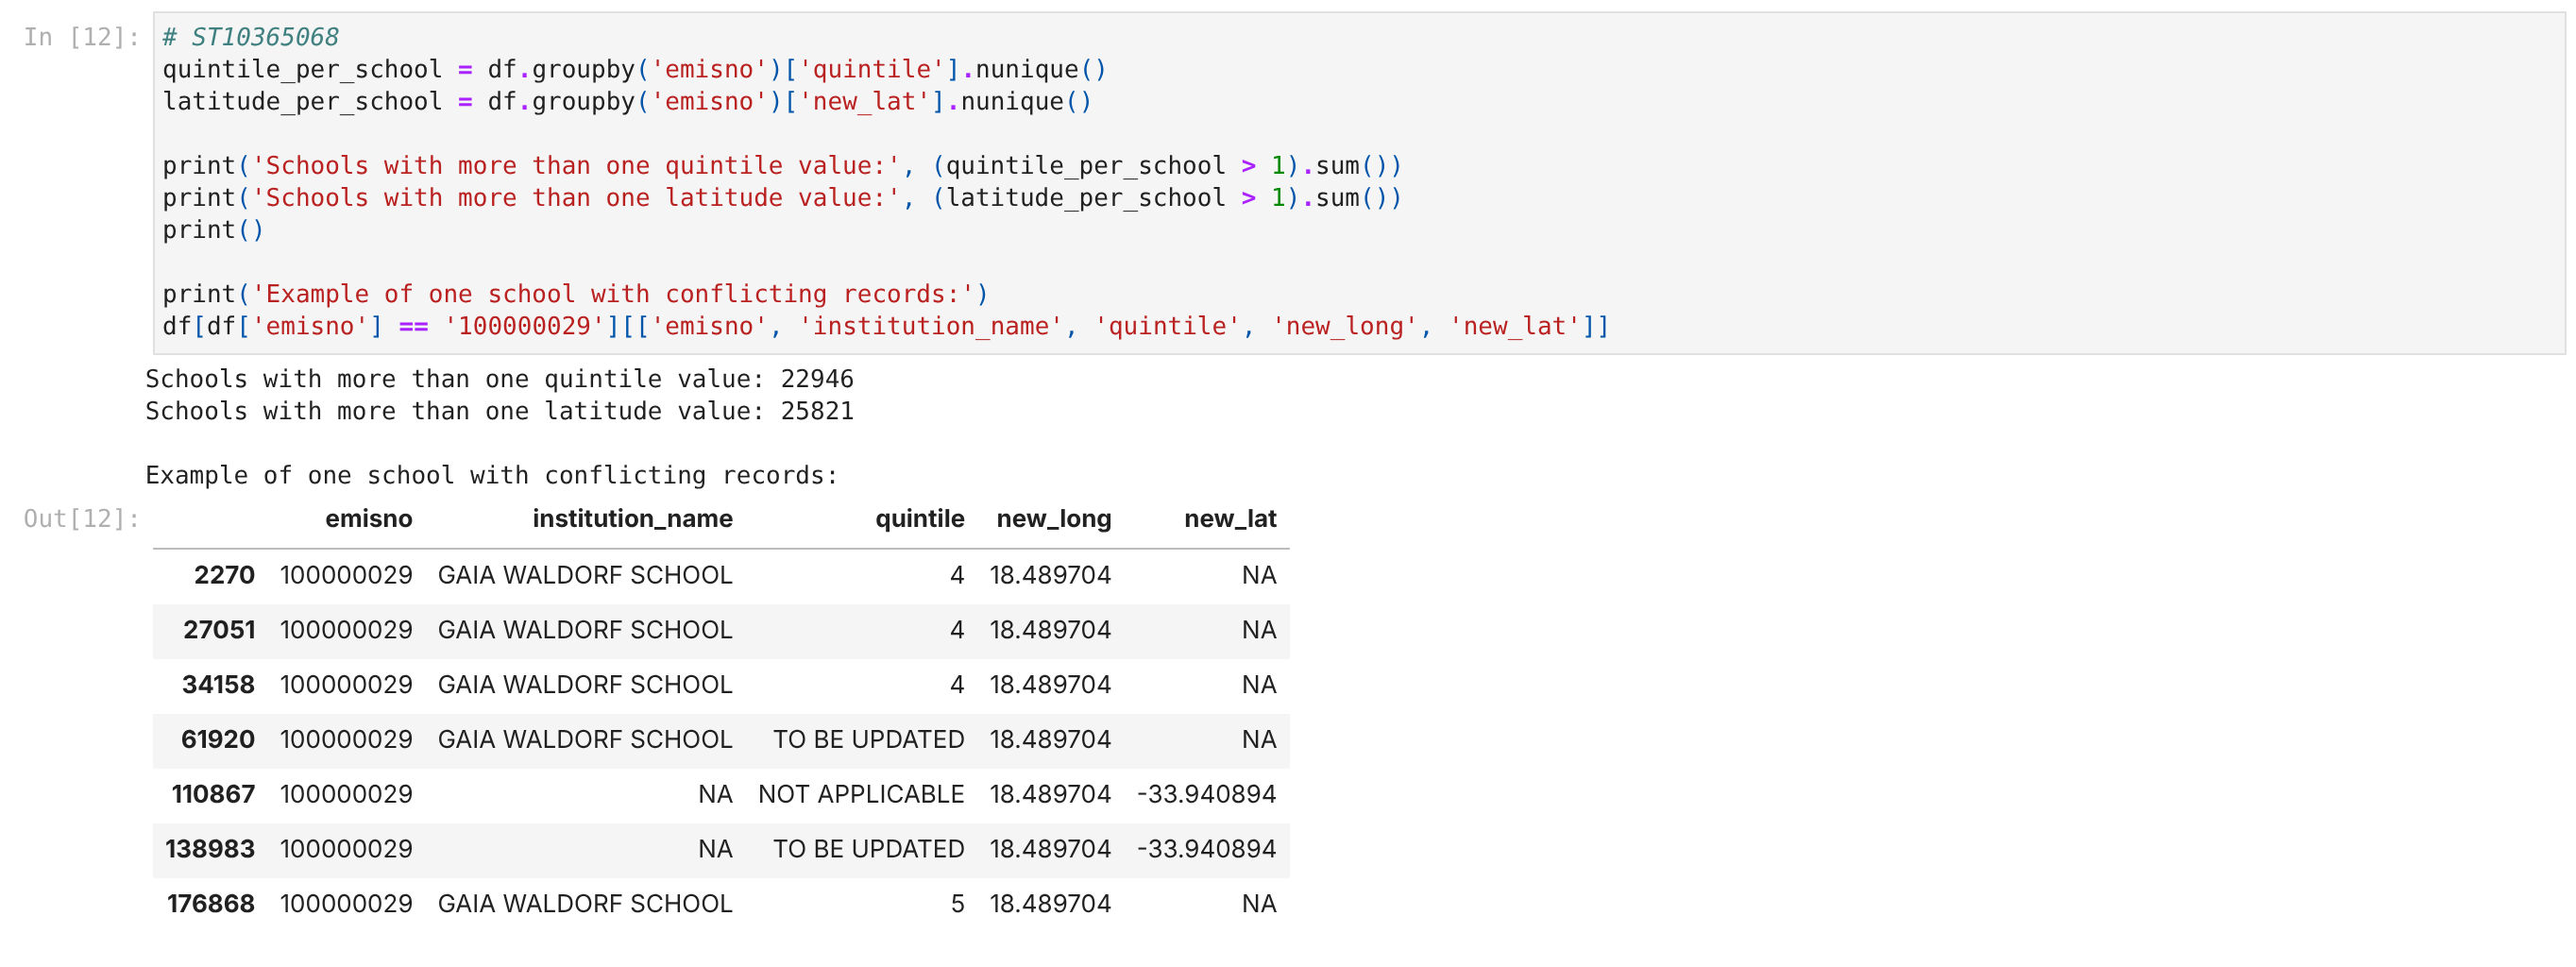 In [12]:
# ST10365068
quintile_per_school = df.groupby('emisno')['quintile'].nunique()
latitude_per_school = df.groupby('emisno')['new_lat'].nunique()
print('Schools with more than one quintile value:', (quintile_per_school > 1).sum())
print('Schools with more than one latitude value:', (latitude_per_school > 1).sum())
print()
print('Example of one school with conflicting records:')
df[df['emisno'] == '100000029'][['emisno', 'institution_name', 'quintile', 'new_long', 'new_lat']]
Schools with more than one quintile value: 22946
Schools with more than one latitude value: 25821
Example of one school with conflicting records:
Out[12]:
emisno institution_name quintile new_long new_lat
2270 100000029 GAIA WALDORF SCHOOL 4 18.489704 NA
27051 100000029 GAIA WALDORF SCHOOL 4 18.489704 NA
34158 100000029 GAIA WALDORF SCHOOL 4 18.489704 NA
61920 100000029 GAIA WALDORF SCHOOL TO BE UPDATED 18.489704 NA
110867 100000029 NA NOT APPLICABLE 18.489704 -33.940894
138983 100000029 NA TO BE UPDATED 18.489704 -33.940894
176868 100000029 GAIA WALDORF SCHOOL 5 18.489704 NA